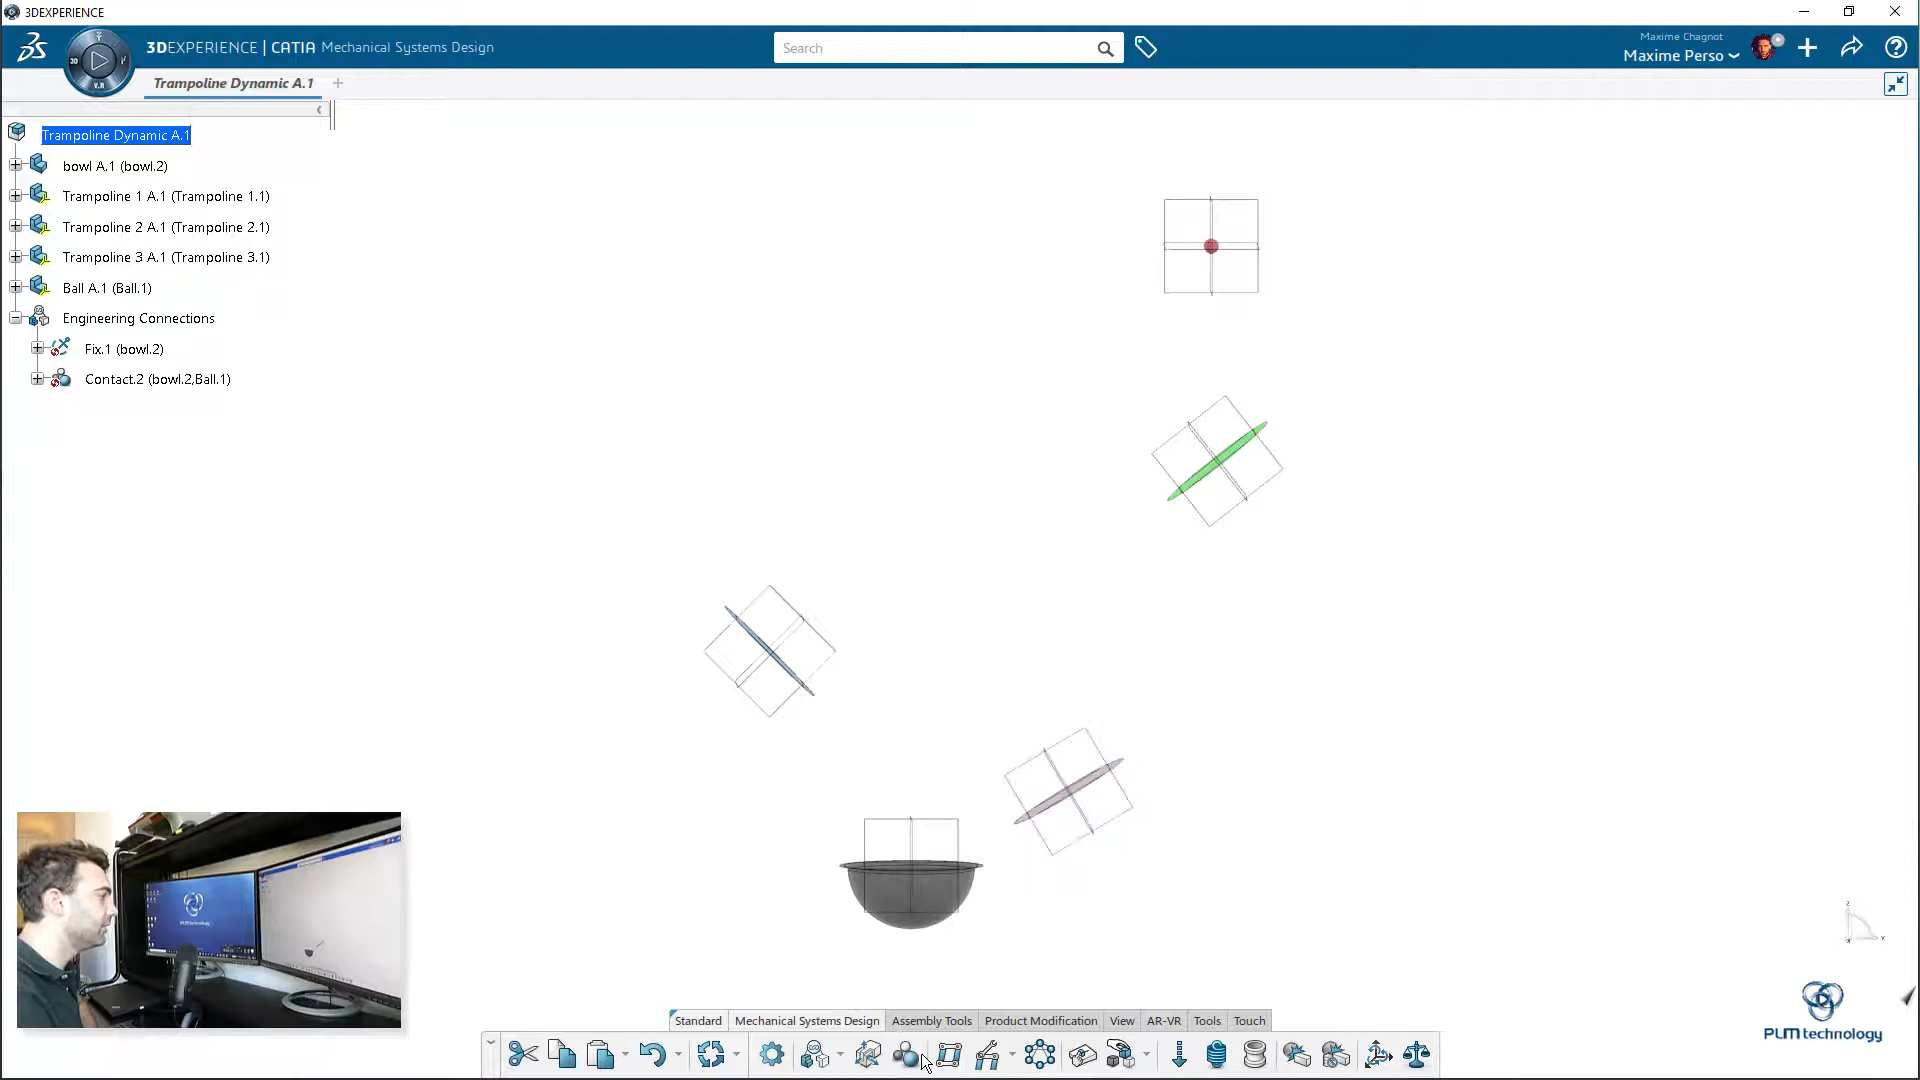 3DEXPERIENCE
3DEXPERIENCE | CATIA Mechanical Systems Design
Search
Maxime Chagnot
Maxime Perso
3D
V.R
Trampoline Dynamic A.1
Trampoline Dynamic A.1
bowl A.1 (bowl.2)
Trampoline 1 A.1 (Trampoline 1.1)
Trampoline 2 A.1 (Trampoline 2.1)
Trampoline 3 A.1 (Trampoline 3.1)
Ball A.1 (Ball.1)
Engineering Connections
Fix.1 (bowl.2)
Contact.2 (bowl.2,Ball.1)
PLMtechnology
PLMtechnology
Standard
Mechanical Systems Design
Assembly Tools
Product Modification
View
AR-VR
Tools
Touch